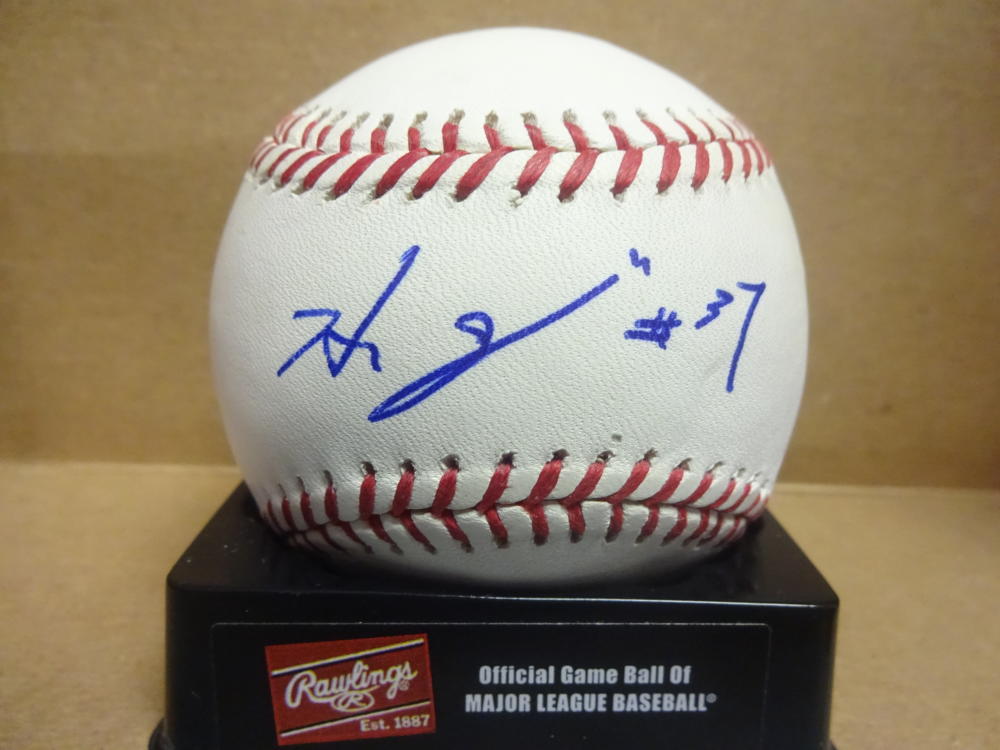 #37
Rawlings®
R
Est. 1887
Official Game Ball Of
MAJOR LEAGUE BASEBALL®